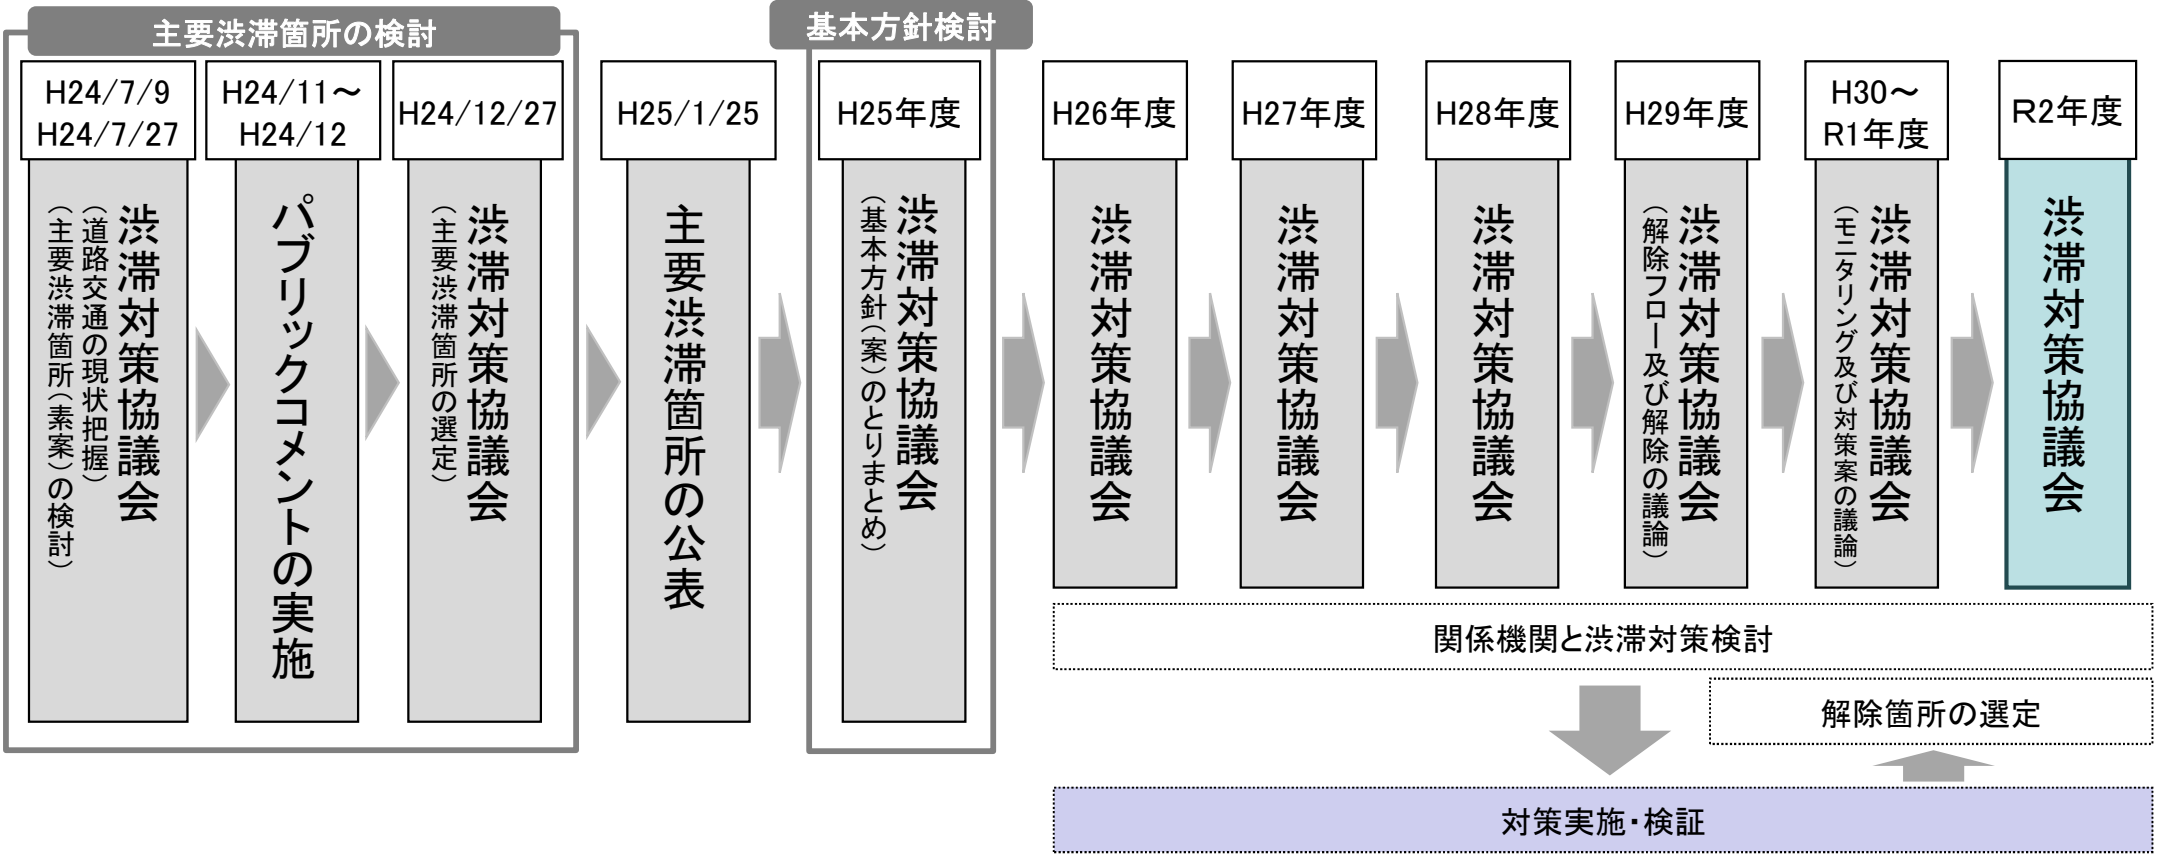 主要渋滞箇所の検討
基本方針検討
H24/7/9
H24/7/27
渋滞対策協議会
（道路交通の現状把握）
（主要渋滞箇所（素案）の検討）
H24/11～
H24/12
パブリックコメントの実施
H24/12/27
渋滞対策協議会
（主要渋滞箇所の選定）
H25/1/25
主要渋滞箇所の公表
H25年度
渋滞対策協議会
（基本方針（案）のとりまとめ）
H26年度
渋滞対策協議会
H27年度
渋滞対策協議会
H28年度
渋滞対策協議会
H29年度
渋滞対策協議会
（解除フロー及び解除の議論）
H30～
R1年度
渋滞対策協議会
（モニタリング及び対策案の議論）
R2年度
渋滞対策協議会
関係機関と渋滞対策検討
解除箇所の選定
対策実施・検証